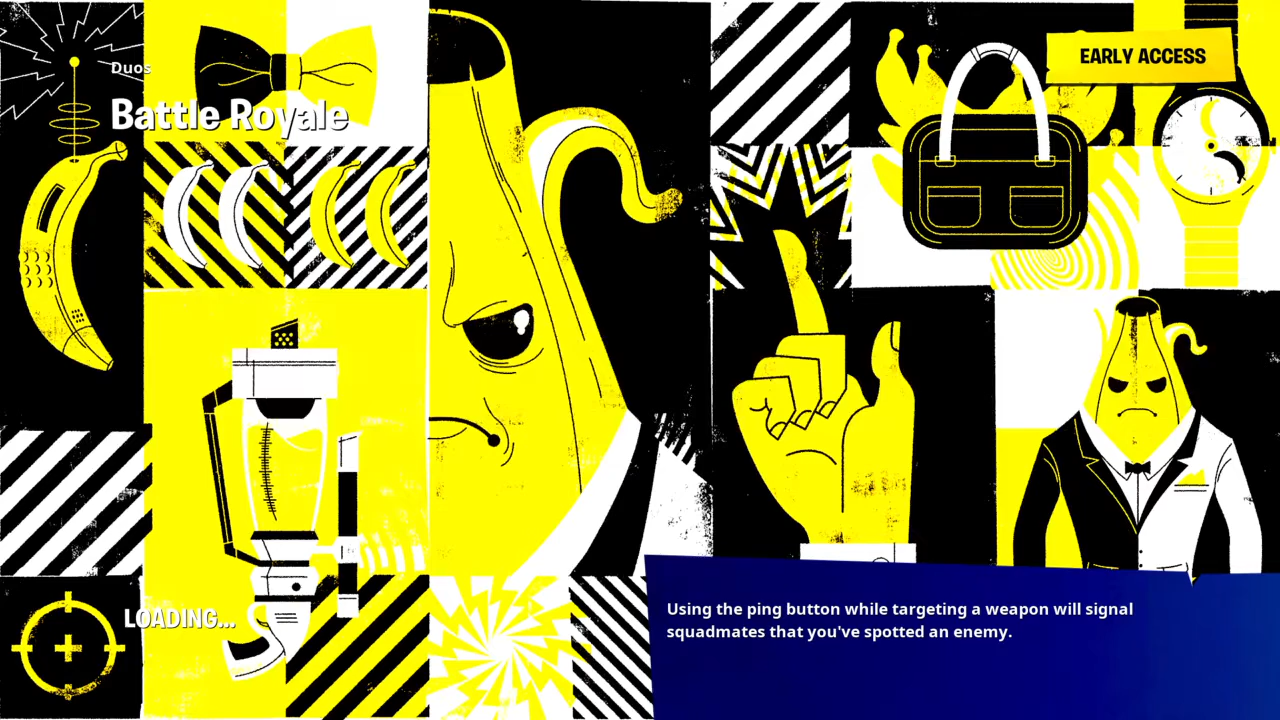 Duos
Battle Royale
EARLY ACCESS
LOADING...
Using the ping button while targeting a weapon will signal
squadmates that you've spotted an enemy.